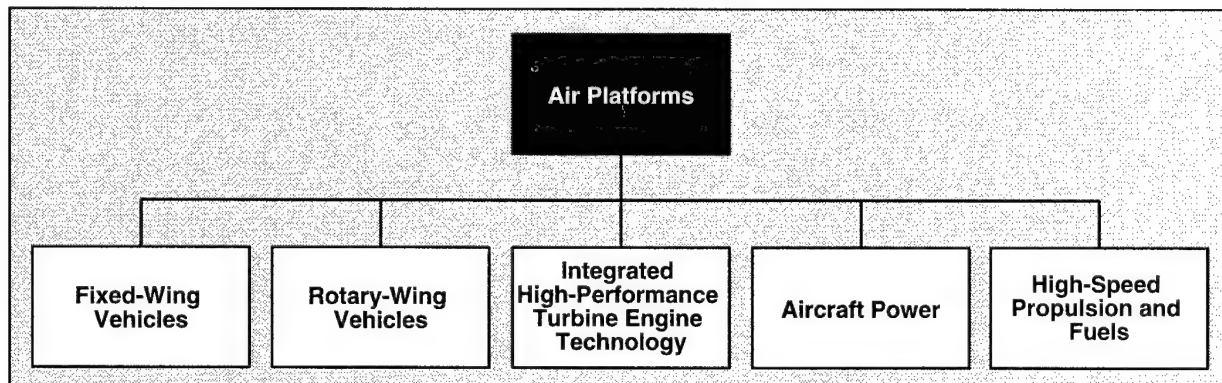 Air Platforms
Fixed-Wing
Vehicles
Rotary-Wing
Vehicles
Integrated
High-Performance
Turbine Engine
Technology
Aircraft Power
High-Speed
Propulsion and
Fuels